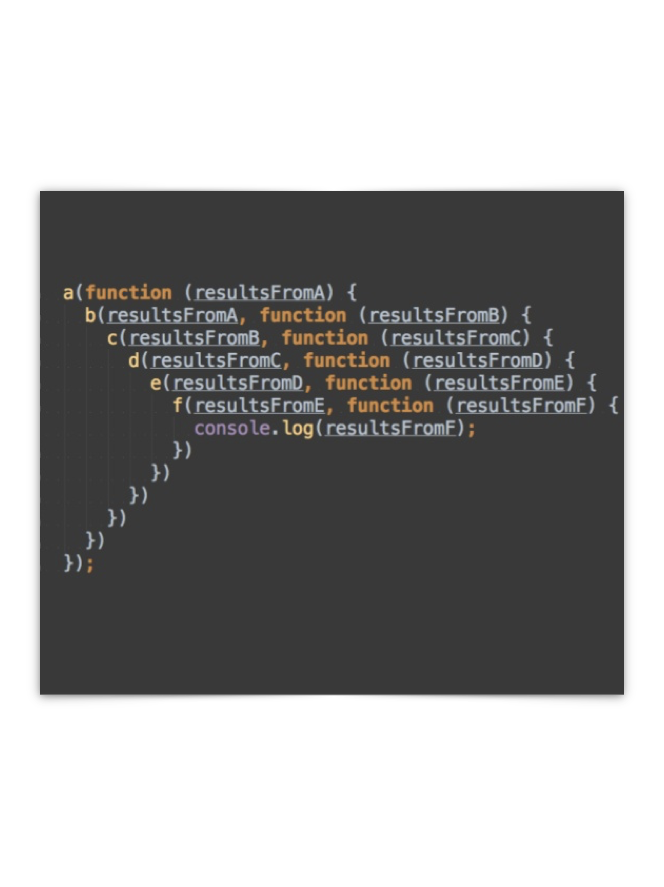 a(function (resultsFromA) {
  b(resultsFromA, function (resultsFromB) {
    c(resultsFromB, function (resultsFromC) {
      d(resultsFromC, function (resultsFromD) {
        e(resultsFromD, function (resultsFromE) {
          f(resultsFromE, function (resultsFromF) {
            console.log(resultsFromF);
          })
        })
      })
    })
  })
});